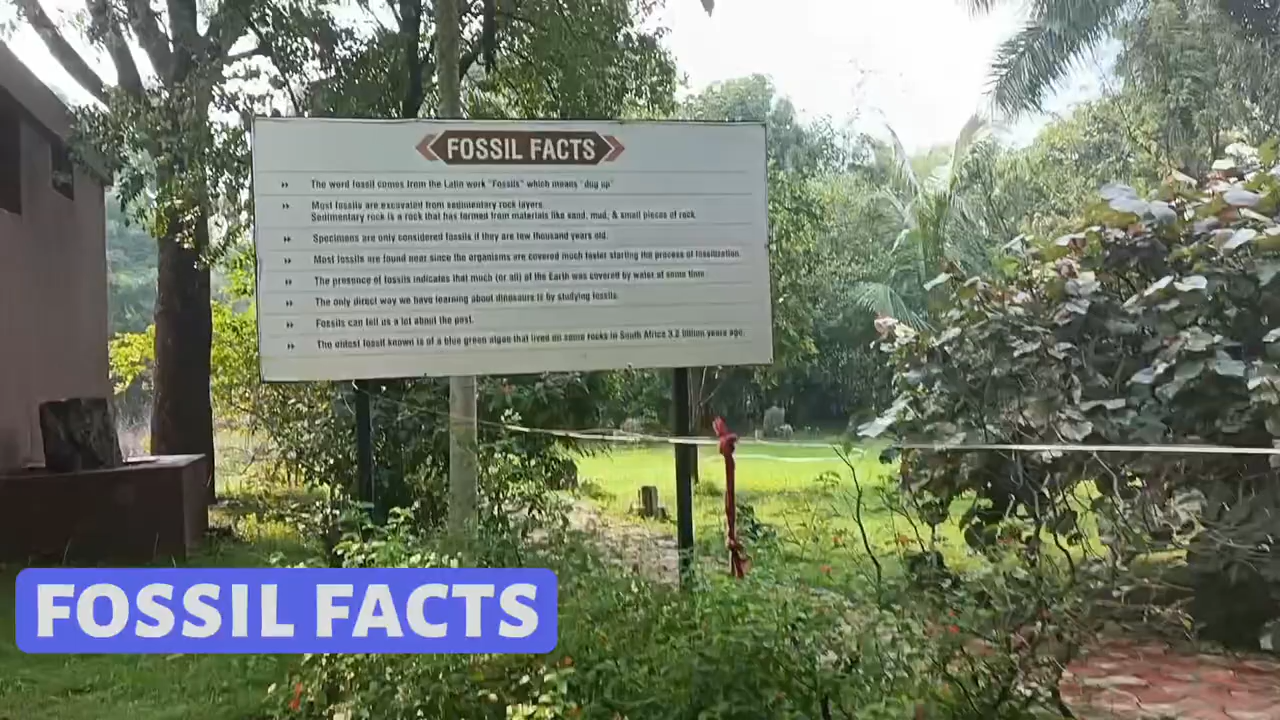 FOSSIL FACTS
The word fossil comes from the Latin work "Fossils" which means "dug up"
Most fossils are excavated from sedimentary rock layers.
Sedimentary rock is a rock that has formed from materials like sand, mud, & small pieces of rock.
Specimens are only considered fossils if they are few thousand years old.
Most fossils are found near since the organisms are covered much faster starting the process of fossilization.
The presence of fossils indicates that much (or all) of the Earth was covered by water at some time
The only direct way we have learning about dinosaurs is by studying fossils.
Fossils can tell us a lot about the past.
The oldest fossil known is of a blue green algae that lived on some rocks in South Africa 3.2 billion years ago.
FOSSIL FACTS